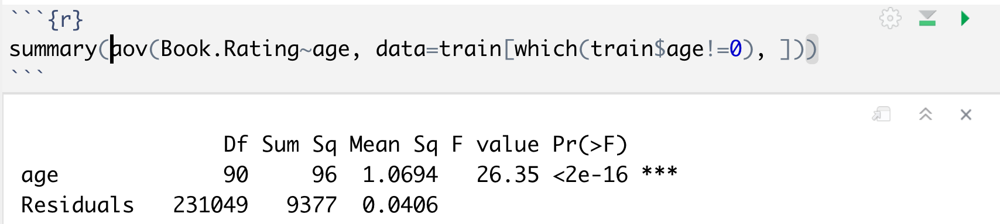 ```{r}
summary(aov(Book.Rating~age, data=train[which(train$age!=0), ]))
```
Df Sum Sq Mean Sq F value Pr(>F)
age 90 96 1.0694 26.35 <2e-16 ***
Residuals 231049 9377 0.0406